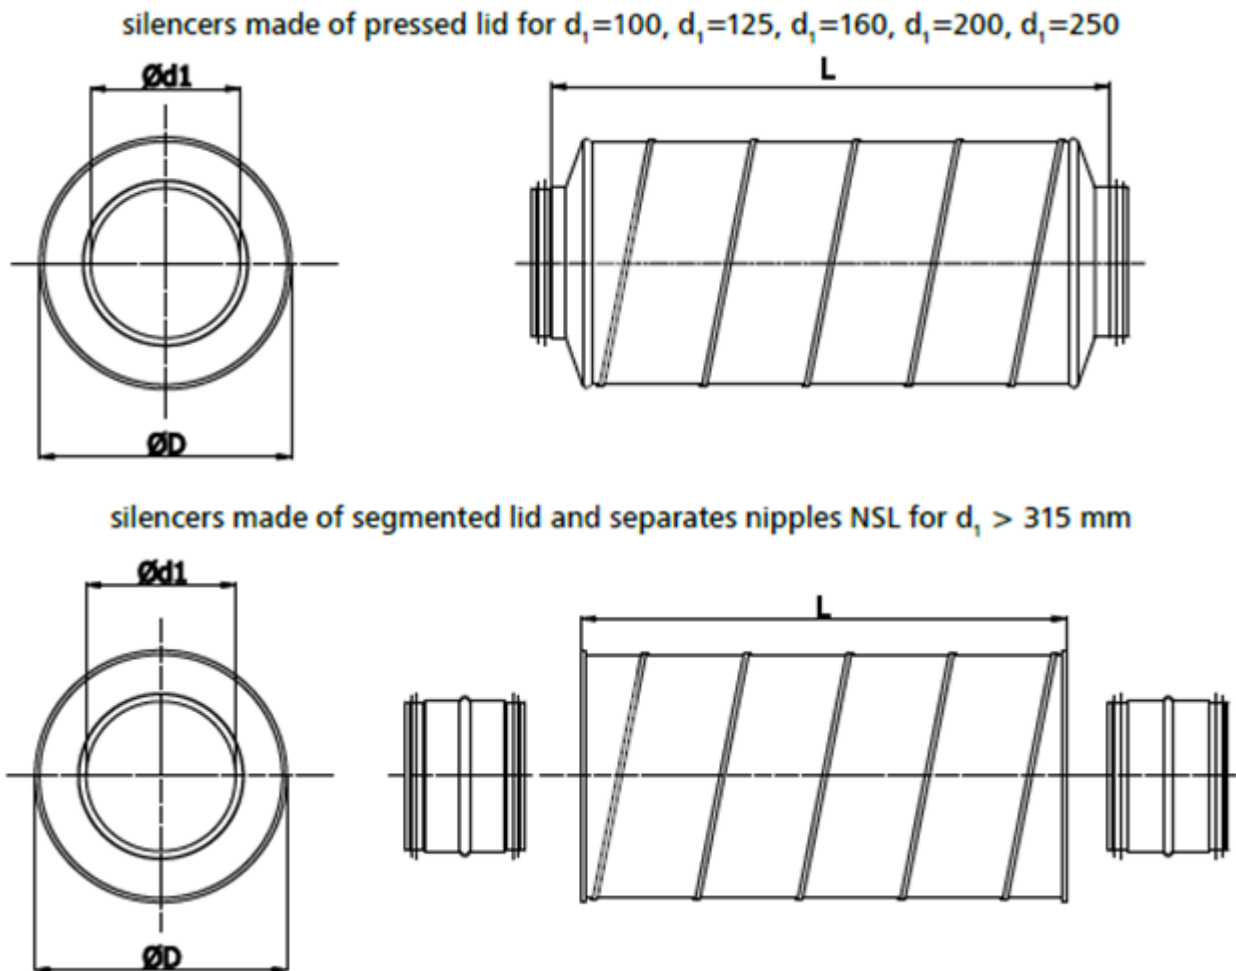 silencers made of pressed lid for d₁=100, d₁=125, d₁=160, d₁=200, d₁=250
Ød1
L
ØD
silencers made of segmented lid and separates nipples NSL for d₁ > 315 mm
Ød1
L
ØD